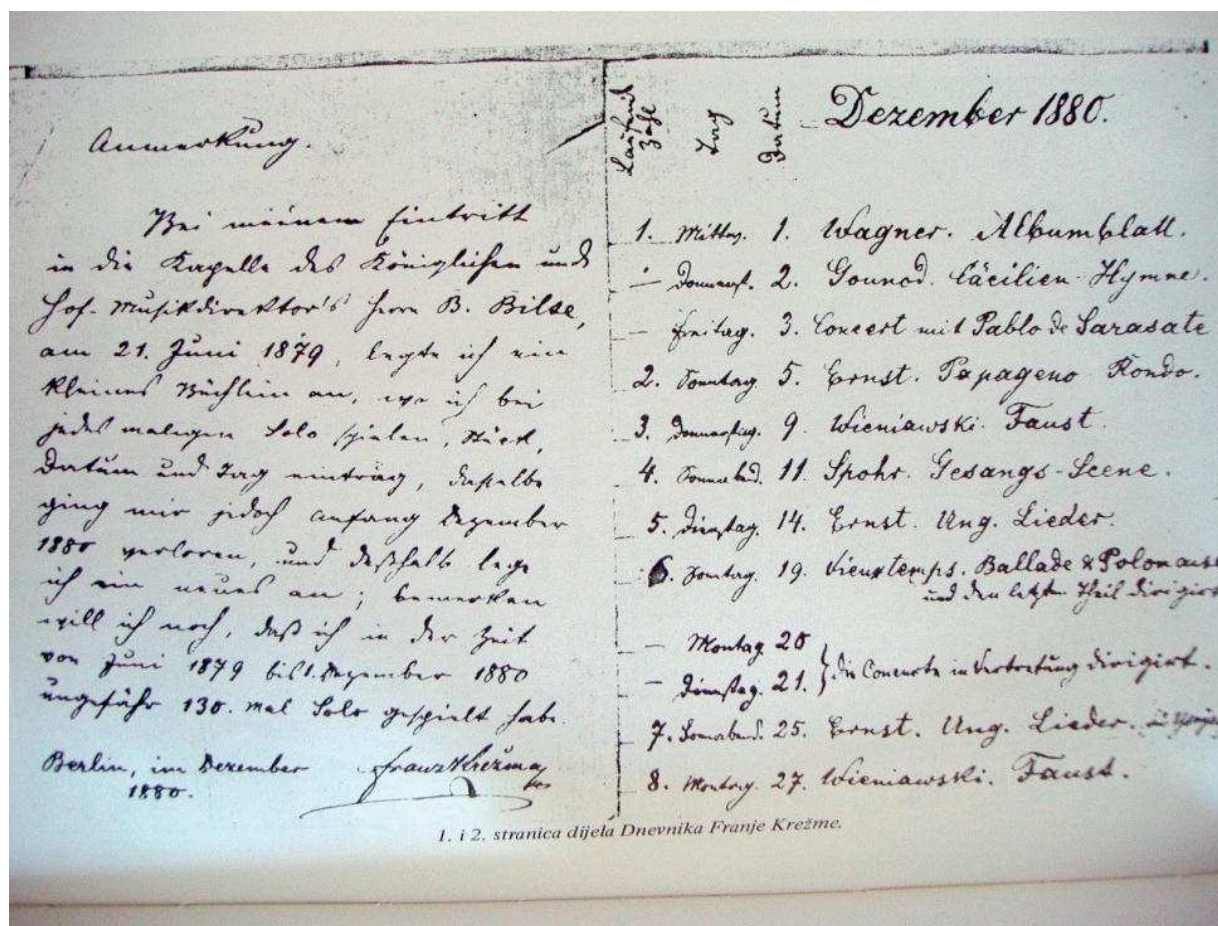 Anmerkung.
Bei meinem Eintritt
in die Kapelle des Königlichen und
Hof-Musikdirektor's Herrn B. Bilse,
am 21. Juni 1879, legte ich ein
kleines Büchlein an, wo ich bei
jedes maligen Solo spielen, Stück,
Datum und Tag eintrug, dasselbe
ging mir jedoch anfang Dezember
1880 verloren, und deßhalb lege
ich ein neues an; bemerken
will ich noch, daß ich in der Zeit
von Juni 1879 bis 1. Dezember 1880
ungefähr 130. mal Solo gespielt habe.
Berlin, im Dezember
1880.
Franz Krežma
Laufende Zahl Tag Datum Dezember 1880.
1. Mittw. 1. Wagner. Albumblatt.
— Donnerst. 2. Gounod. Cäcilien-Hymne.
— Freitag. 3. Concert mit Pablo de Sarasate
2. Sonntag 5. Ernst. Papageno Rondo.
3. Donnerstag. 9. Wieniawski. Faust.
4. Sonnabd. 11. Spohr. Gesangs-Scene.
5. Dienstag. 14. Ernst. Ung. Lieder.
6. Sonntag. 19. Vieuxtemps. Ballade & Polonaise
und den letzten Theil dirigirt
— Montag 20
— Dienstag. 21. } die Concerte in Vertretung dirigirt.
7. Sonnabend. 25. Ernst. Ung. Lieder.
8. Montag. 27. Wieniawski. Faust.
1. i 2. stranica dijela Dnevnika Franje Krežme.